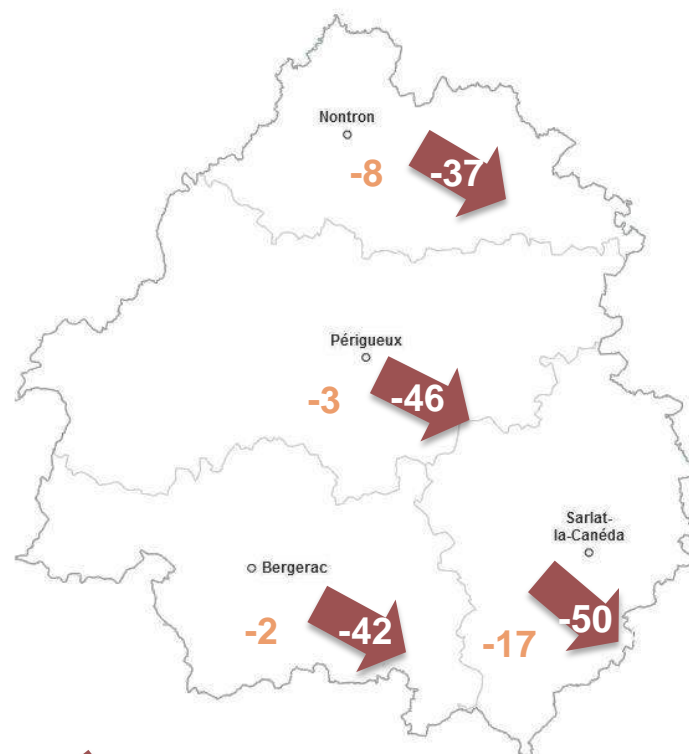 Nontron
-8
-37
Périgueux
-3
-46
Sarlat-
la-Canéda
Bergerac
-2
-42
-17
-50